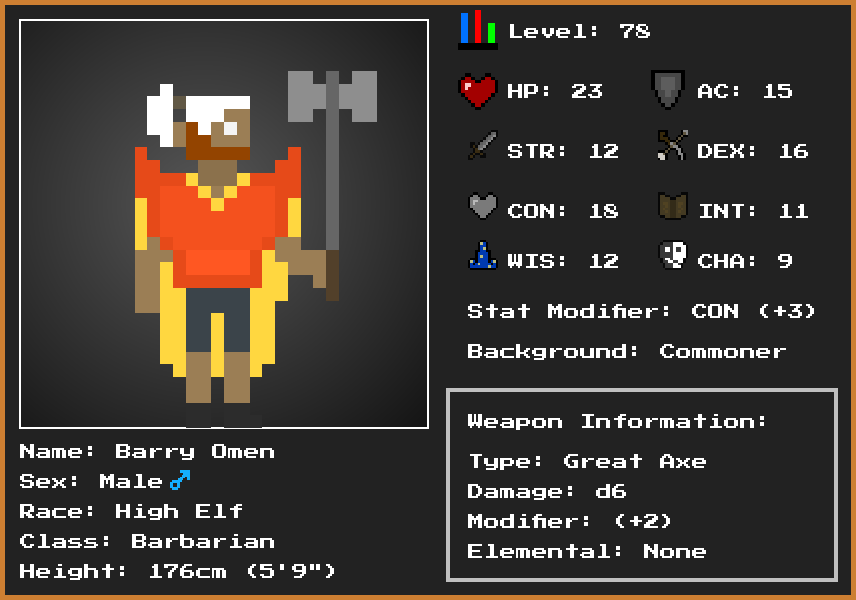 Level: 78
HP: 23
AC: 15
STR: 12
DEX: 16
CON: 18
INT: 11
WIS: 12
CHA: 9
Stat Modifier: CON (+3)
Background: Commoner
Weapon Information:
Type: Great Axe
Damage: d6
Modifier: (+2)
Elemental: None
Name: Barry Omen
Sex: Male♂
Race: High Elf
Class: Barbarian
Height: 176cm (5'9")